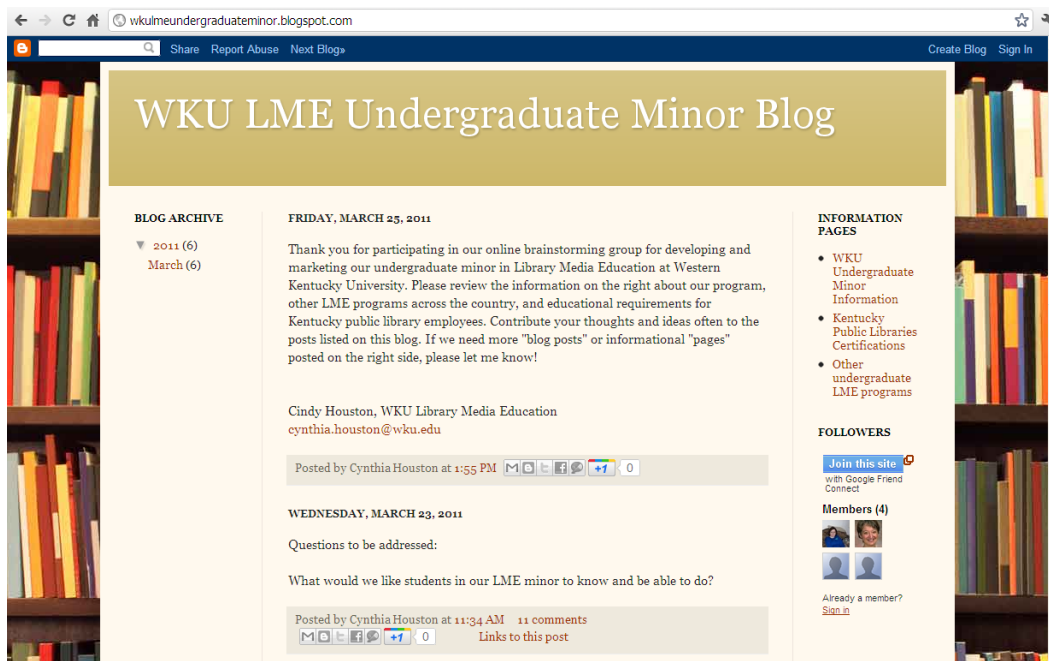 wkulmeundergraduateminor.blogspot.com
Share Report Abuse Next Blog»
Create Blog Sign In
WKU LME Undergraduate Minor Blog
BLOG ARCHIVE
▼ 2011 (6)
March (6)
FRIDAY, MARCH 25, 2011
Thank you for participating in our online brainstorming group for developing and
marketing our undergraduate minor in Library Media Education at Western
Kentucky University. Please review the information on the right about our program,
other LME programs across the country, and educational requirements for
Kentucky public library employees. Contribute your thoughts and ideas often to the
posts listed on this blog. If we need more "blog posts" or informational "pages"
posted on the right side, please let me know!
Cindy Houston, WKU Library Media Education
cynthia.houston@wku.edu
Posted by Cynthia Houston at 1:55 PM +1 0
WEDNESDAY, MARCH 23, 2011
Questions to be addressed:
What would we like students in our LME minor to know and be able to do?
Posted by Cynthia Houston at 11:34 AM 11 comments
+1 0 Links to this post
INFORMATION
PAGES
WKU
Undergraduate
Minor
Information
Kentucky
Public Libraries
Certifications
Other
undergraduate
LME programs
FOLLOWERS
Join this site
with Google Friend
Connect
Members (4)
Already a member?
Sign in